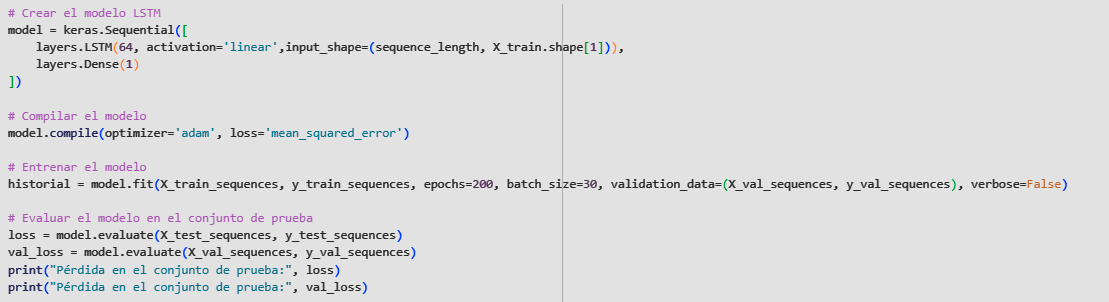 # Crear el modelo LSTM
model = keras.Sequential([
    layers.LSTM(64, activation='linear',input_shape=(sequence_length, X_train.shape[1])),
    layers.Dense(1)
])
# Compilar el modelo
model.compile(optimizer='adam', loss='mean_squared_error')
# Entrenar el modelo
historial = model.fit(X_train_sequences, y_train_sequences, epochs=200, batch_size=30, validation_data=(X_val_sequences, y_val_sequences), verbose=False)
# Evaluar el modelo en el conjunto de prueba
loss = model.evaluate(X_test_sequences, y_test_sequences)
val_loss = model.evaluate(X_val_sequences, y_val_sequences)
print("Pérdida en el conjunto de prueba:", loss)
print("Pérdida en el conjunto de prueba:", val_loss)